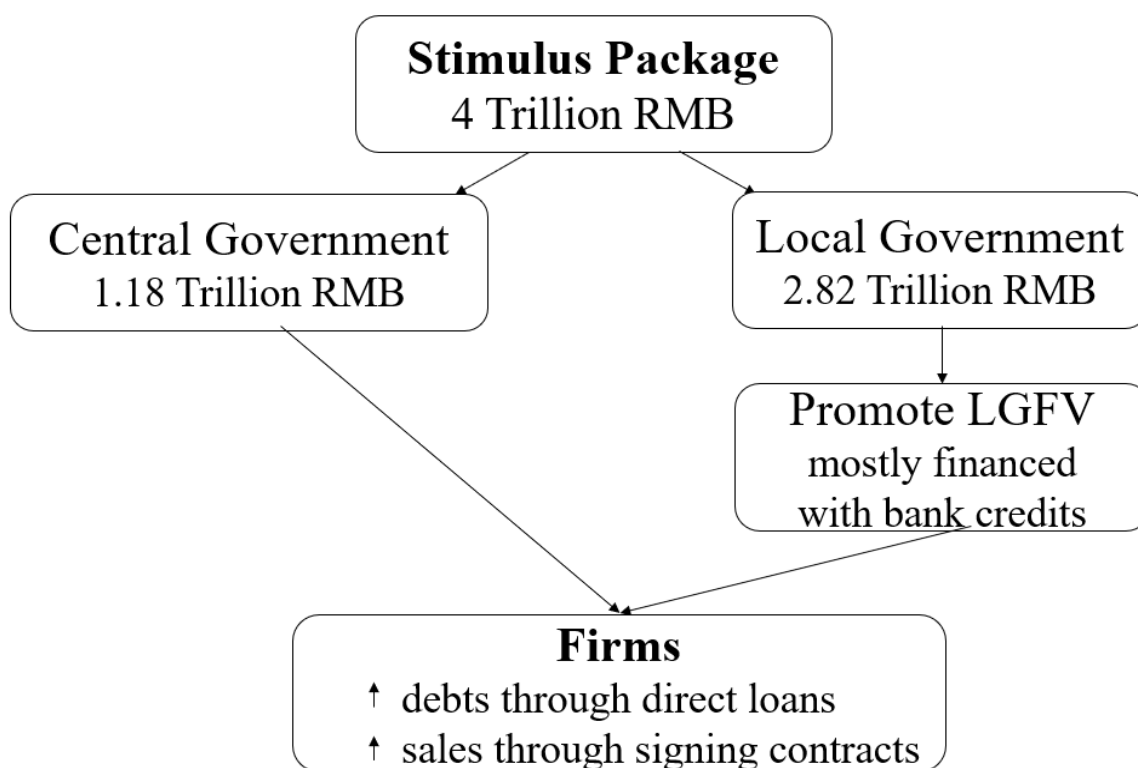 Stimulus Package
4 Trillion RMB
Central Government
1.18 Trillion RMB
Local Government
2.82 Trillion RMB
Promote LGFV
mostly financed
with bank credits
Firms
↑ debts through direct loans
↑ sales through signing contracts